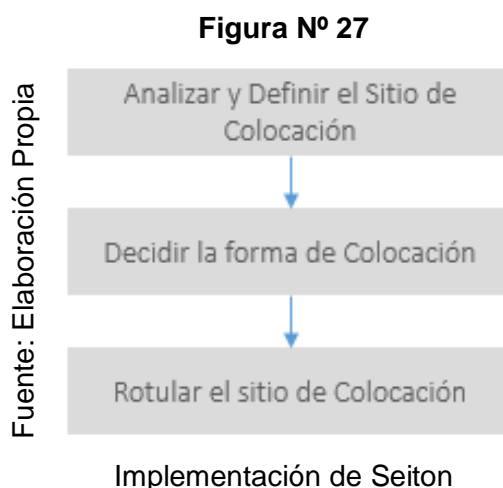 Figura Nº 27
Fuente: Elaboración Propia
Analizar y Definir el Sitio de
Colocación
Decidir la forma de Colocación
Rotular el sitio de Colocación
Implementación de Seiton